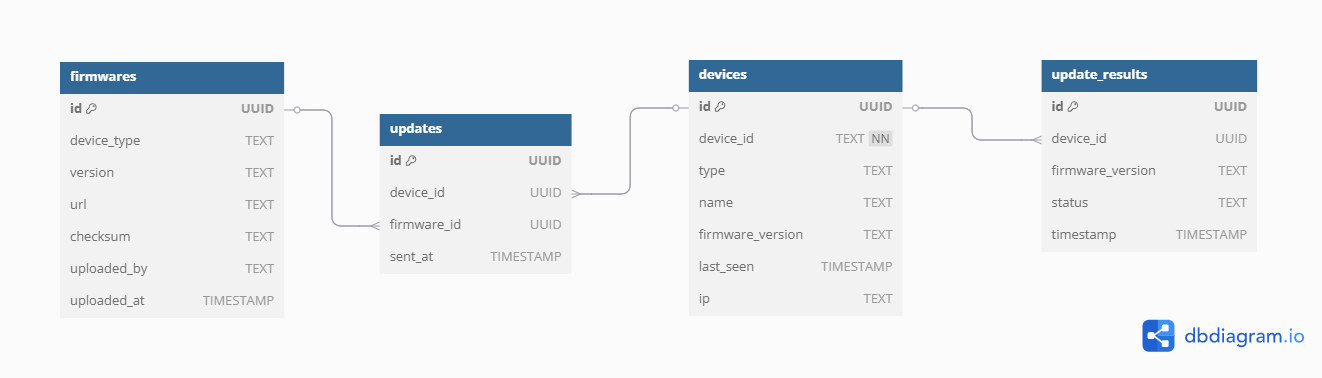 firmwares
id UUID
device_type TEXT
version TEXT
url TEXT
checksum TEXT
uploaded_by TEXT
uploaded_at TIMESTAMP
updates
id UUID
device_id UUID
firmware_id UUID
sent_at TIMESTAMP
devices
id UUID
device_id TEXT NN
type TEXT
name TEXT
firmware_version TEXT
last_seen TIMESTAMP
ip TEXT
update_results
id UUID
device_id UUID
firmware_version TEXT
status TEXT
timestamp TIMESTAMP
dbdiagram.io